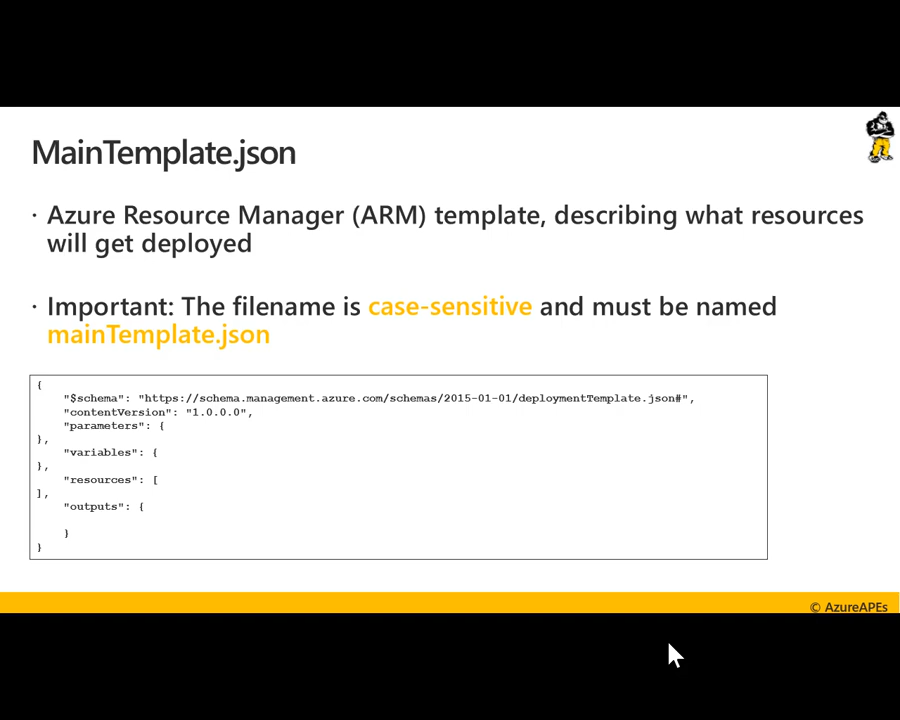 MainTemplate.json
· Azure Resource Manager (ARM) template, describing what resources
will get deployed
· Important: The filename is case-sensitive and must be named
mainTemplate.json
{
    "$schema": "https://schema.management.azure.com/schemas/2015-01-01/deploymentTemplate.json#",
    "contentVersion": "1.0.0.0",
    "parameters": {
},
    "variables": {
},
    "resources": [
],
    "outputs": {
    }
}
© AzureAPEs